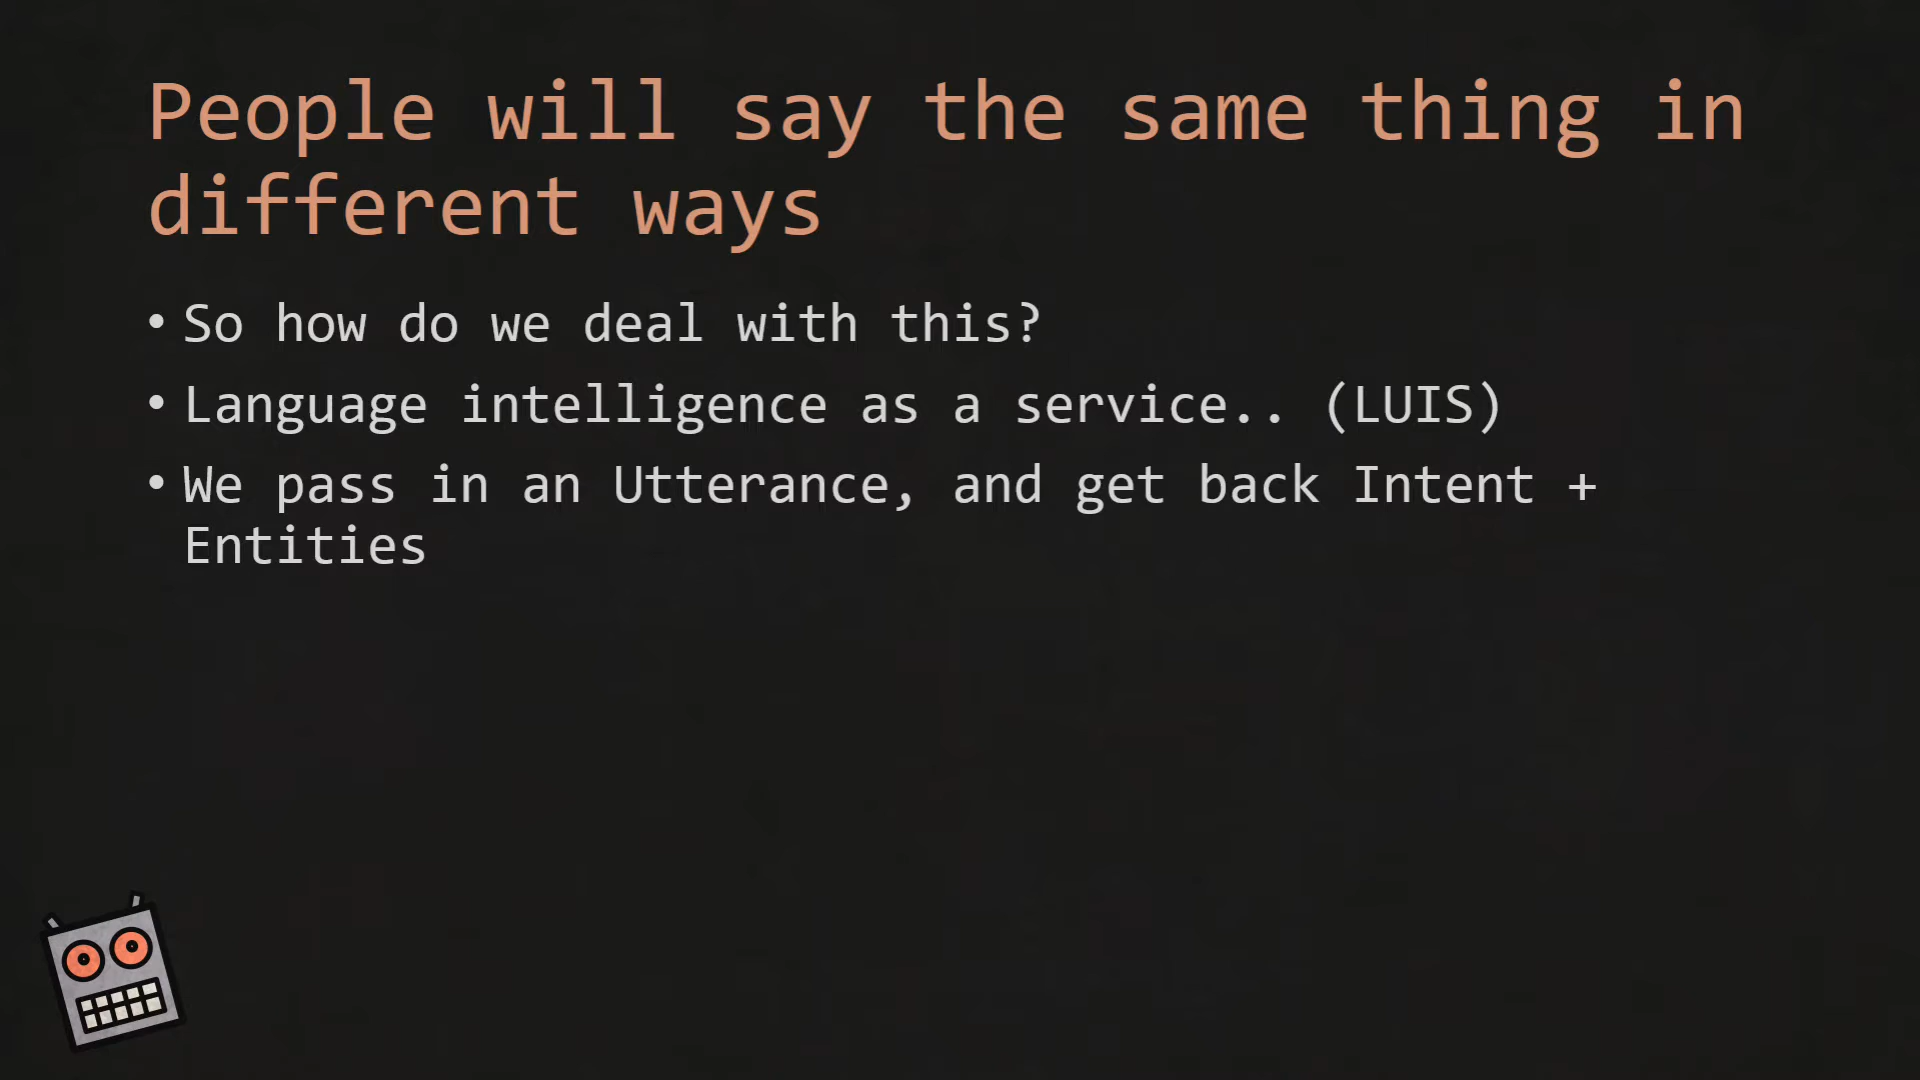 People will say the same thing in
different ways
• So how do we deal with this?
• Language intelligence as a service.. (LUIS)
• We pass in an Utterance, and get back Intent +
Entities